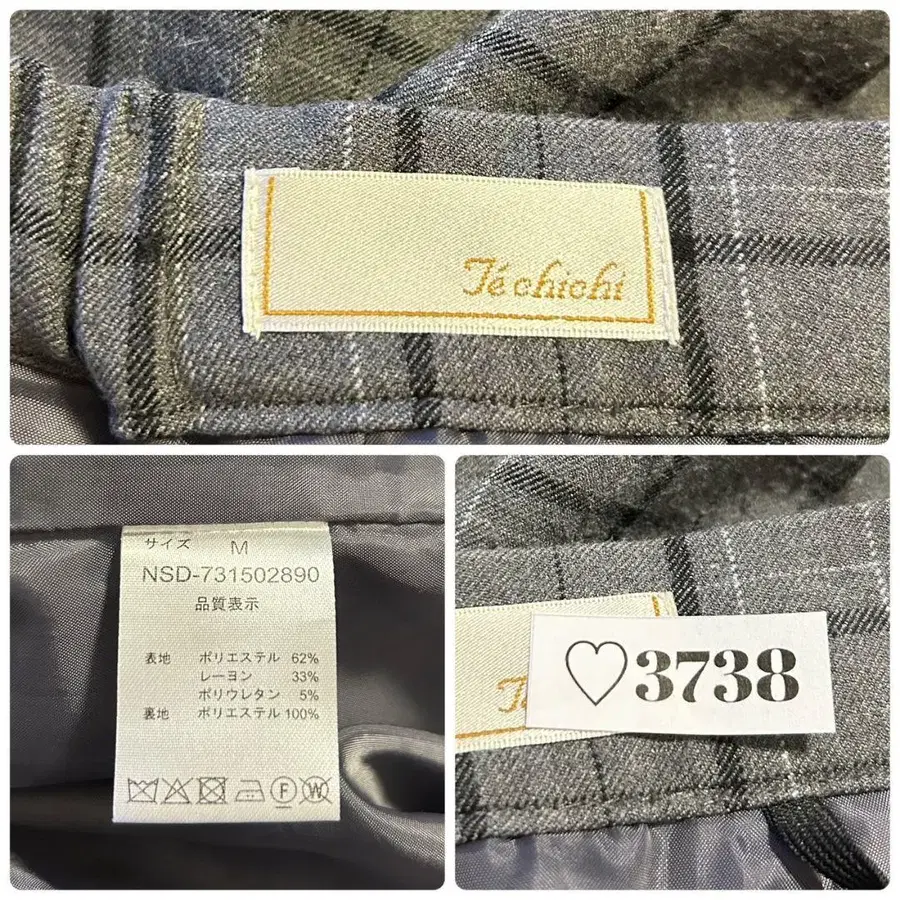 Té chichi
サイズ M
NSD-731502890
品質表示
表地 ポリエステル 62%
レーヨン 33%
ポリウレタン 5%
裏地 ポリエステル 100%
F W
Té
♡3738